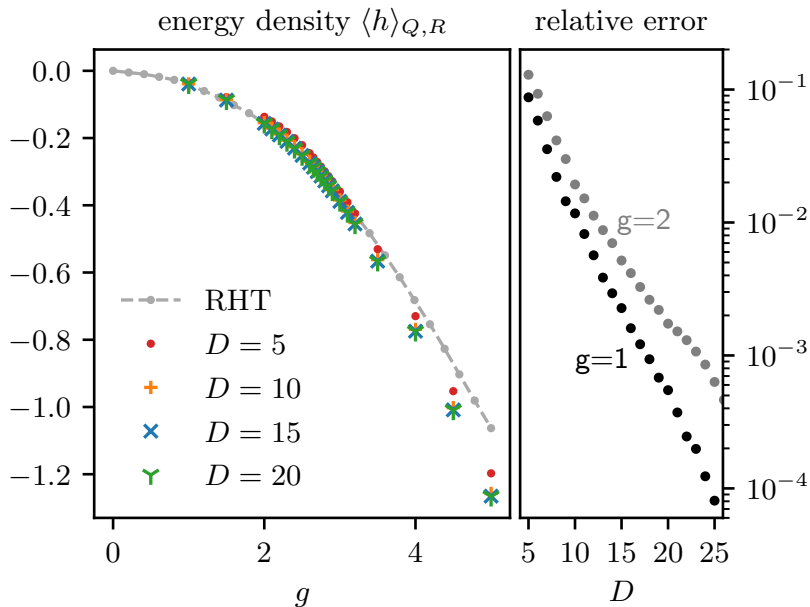 energy density ⟨h⟩Q,R
relative error
0.0
−0.2
−0.4
−0.6
−0.8
−1.0
−1.2
RHT
D = 5
D = 10
D = 15
D = 20
0
2
4
g
g=2
g=1
10⁻¹
10⁻²
10⁻³
10⁻⁴
5
10
15
20
25
D